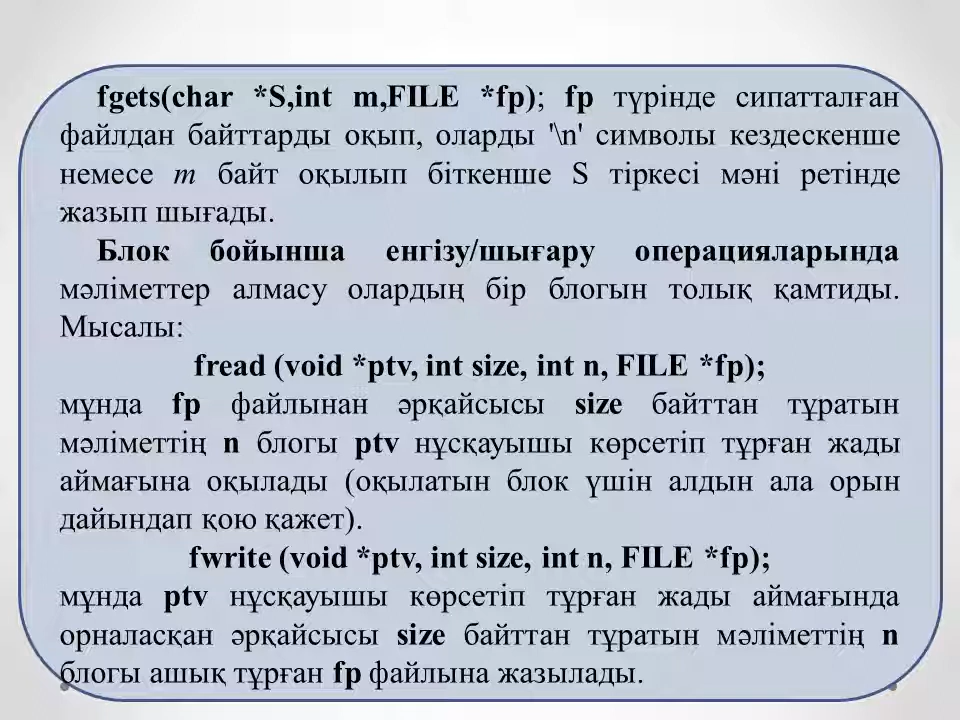 fgets(char *S,int m,FILE *fp); fp түрінде сипатталған
файлдан байттарды оқып, оларды '\n' символы кездескенше
немесе m байт оқылып біткенше S тіркесі мәні ретінде
жазып шығады.
Блок бойынша енгізу/шығару операцияларында
мәліметтер алмасу олардың бір блогын толық қамтиды.
Мысалы:
fread (void *ptv, int size, int n, FILE *fp);
мұнда fp файлынан әрқайсысы size байттан тұратын
мәліметтің n блогы ptv нұсқауышы көрсетіп тұрған жады
аймағына оқылады (оқылатын блок үшін алдын ала орын
дайындап қою қажет).
fwrite (void *ptv, int size, int n, FILE *fp);
мұнда ptv нұсқауышы көрсетіп тұрған жады аймағында
орналасқан әрқайсысы size байттан тұратын мәліметтің n
блогы ашық тұрған fp файлына жазылады.